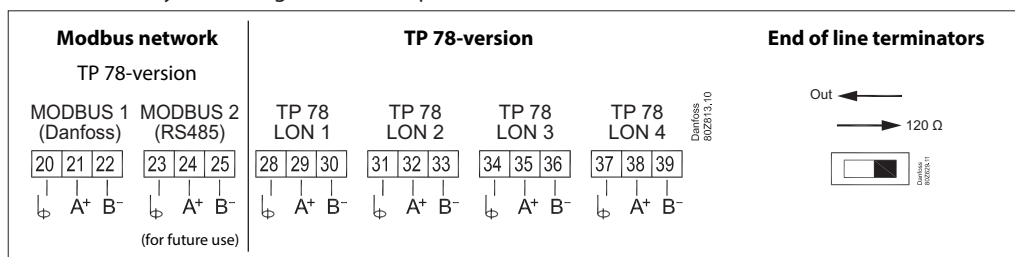 Modbus network
TP 78-version
MODBUS 1 MODBUS 2
(Danfoss) (RS485)
20 21 22 23 24 25
A+ B- A+ B-
(for future use)
TP 78-version
TP 78 TP 78 TP 78 TP 78
LON 1 LON 2 LON 3 LON 4
28 29 30 31 32 33 34 35 36 37 38 39
A+ B- A+ B- A+ B- A+ B-
Danfoss
80Z813,10
End of line terminators
Out
120 Ω
Danfoss